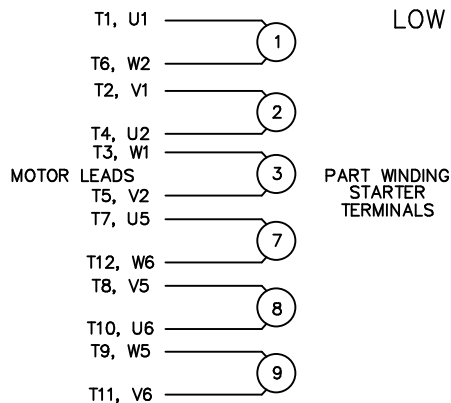 T1, U1
LOW
1
T6, W2
T2, V1
2
T4, U2
T3, W1
MOTOR LEADS
3
PART WINDING
STARTER
TERMINALS
T5, V2
T7, U5
7
T12, W6
T8, V5
8
T10, U6
T9, W5
9
T11, V6